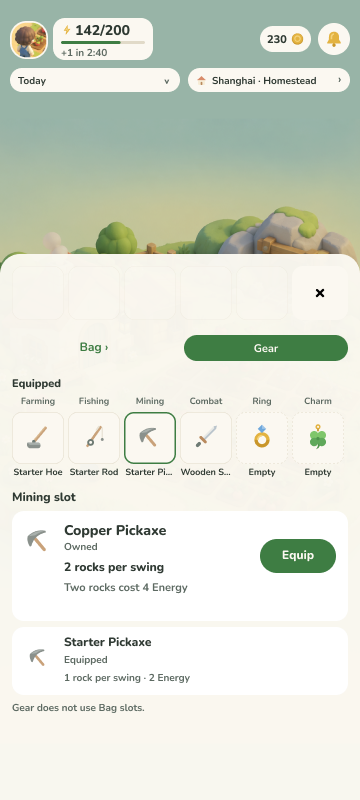 142/200
+1 in 2:40
230
Today
Shanghai · Homestead ›
Bag ›
Gear
Equipped
Farming Fishing Mining Combat Ring Charm
Starter Hoe Starter Rod Starter Pi... Wooden S... Empty Empty
Mining slot
Copper Pickaxe
Owned
2 rocks per swing
Two rocks cost 4 Energy
Equip
Starter Pickaxe
Equipped
1 rock per swing · 2 Energy
Gear does not use Bag slots.